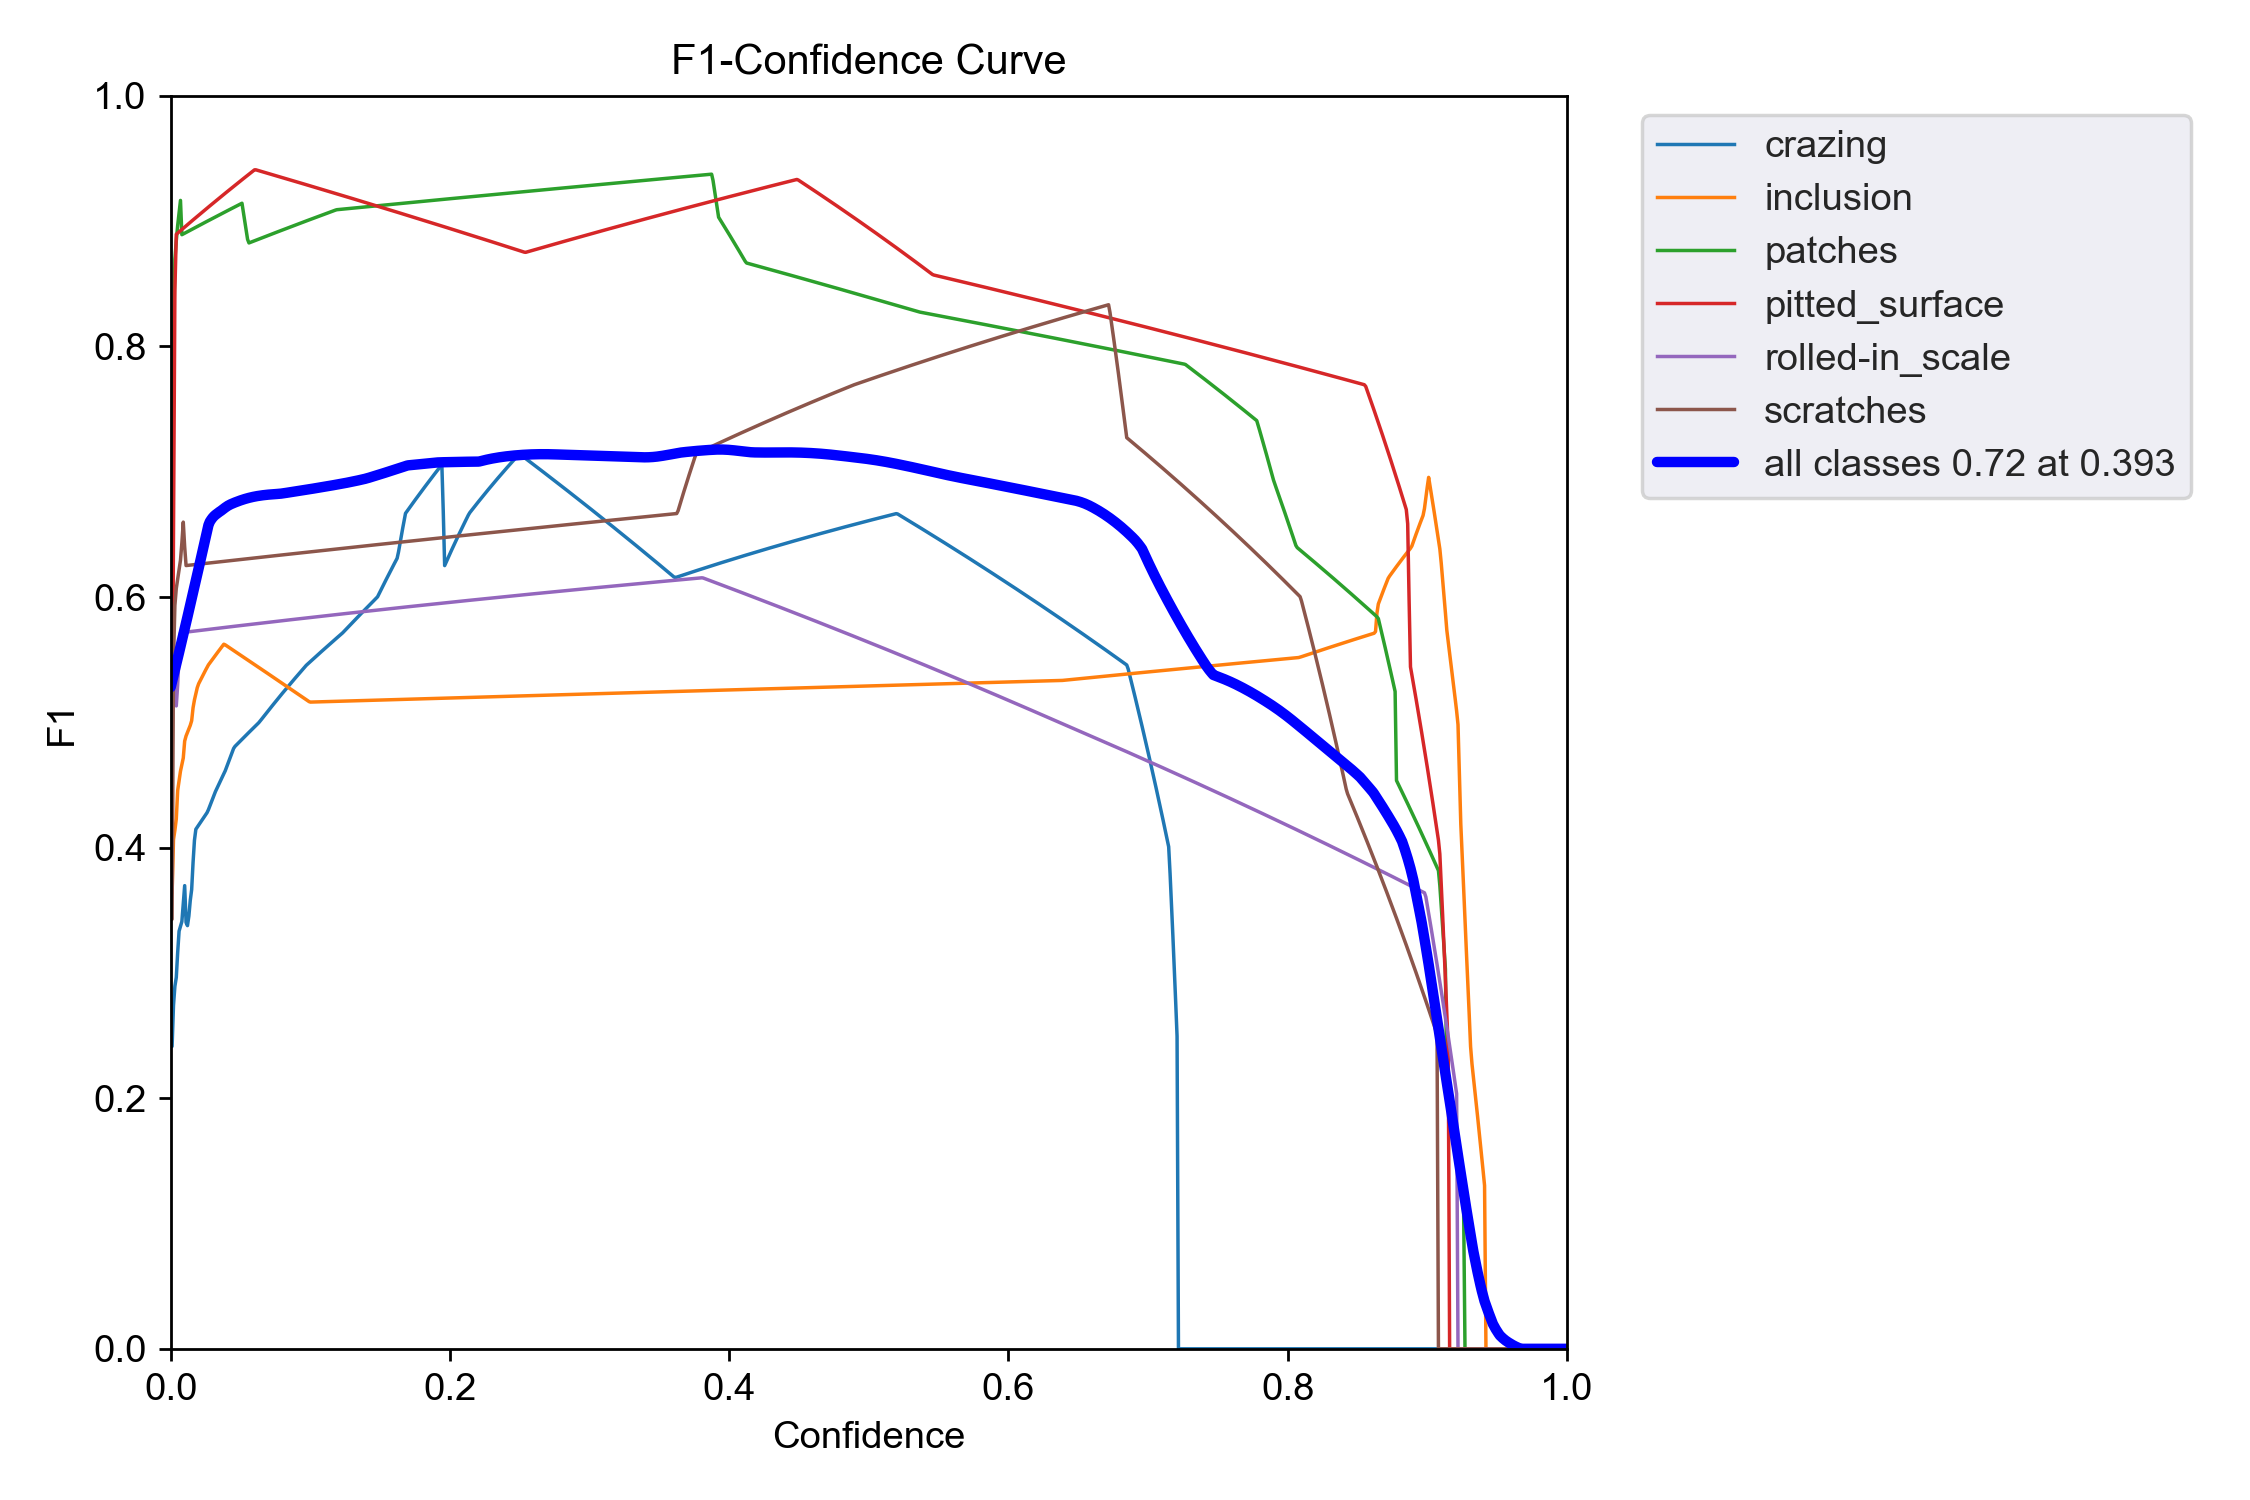 F1-Confidence Curve
1.0
0.8
0.6
0.4
0.2
0.0
F1
0.0 0.2 0.4 0.6 0.8 1.0
Confidence
crazing
inclusion
patches
pitted_surface
rolled-in_scale
scratches
all classes 0.72 at 0.393